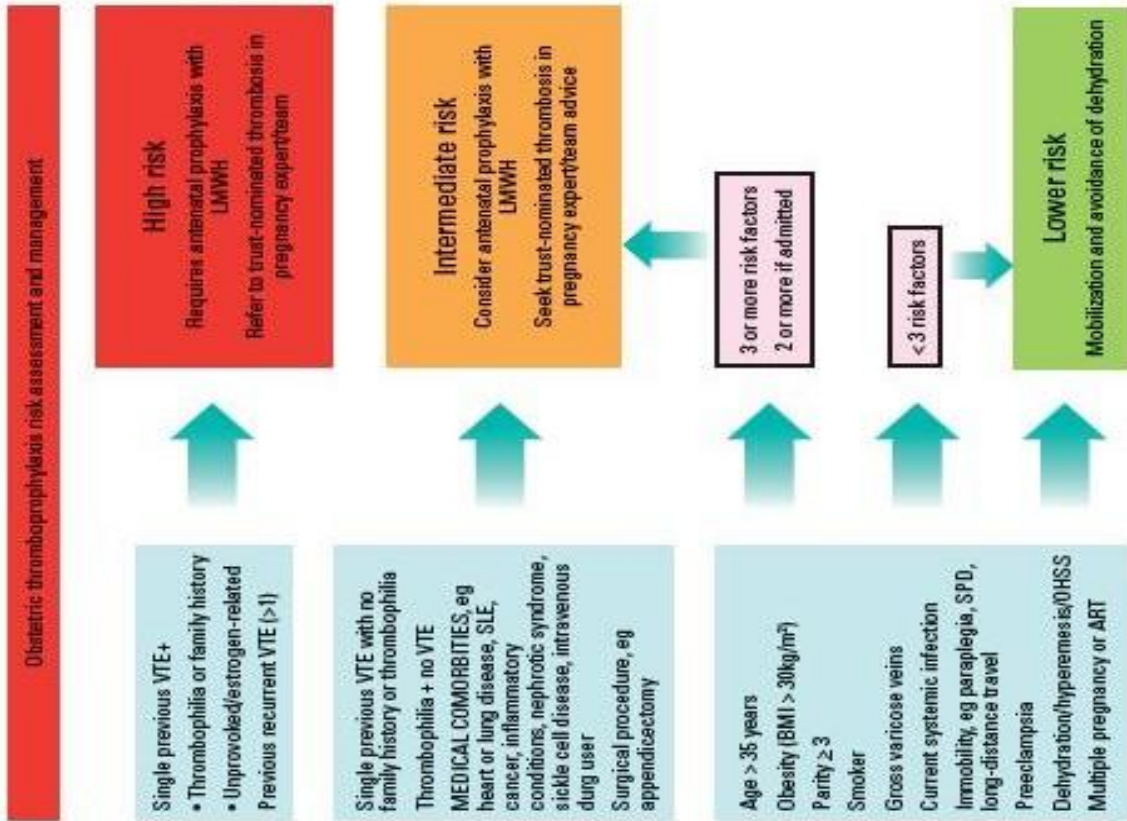 Obstetric thromboprophylaxis risk assessment and management
Single previous VTE+
• Thrombophilia or family history
• Unprovoked/estrogen-related
Previous recurrent VTE (>1)
High risk
Requires antenatal prophylaxis with
LMWH
Refer to trust-nominated thrombosis in
pregnancy expert/team
Single previous VTE with no
family history or thrombophilia
Thrombophilia + no VTE
MEDICAL COMORBITES, eg
heart or lung disease, SLE,
cancer, inflammatory
conditions, nephrotic syndrome,
sickle cell disease, intravenous
durg user
Surgical procedure, eg
appendicectomy
Intermediate risk
Consider antenatal prophylaxis with
LMWH
Seek trust-nominated thrombosis in
pregnancy expert/team advice
Age > 35 years
Obesity (BMI > 30kg/m²)
Parity ≥ 3
Smoker
Gross varicose veins
Current systemic infection
Immobility, eg paraplegia, SPD,
long-distance travel
Preeclampsia
Dehydration/hyperemesis/OHSS
Multiple pregnancy or ART
3 or more risk factors
2 or more if admitted
< 3 risk factors
Lower risk
Mobilization and avoidance of dehydration